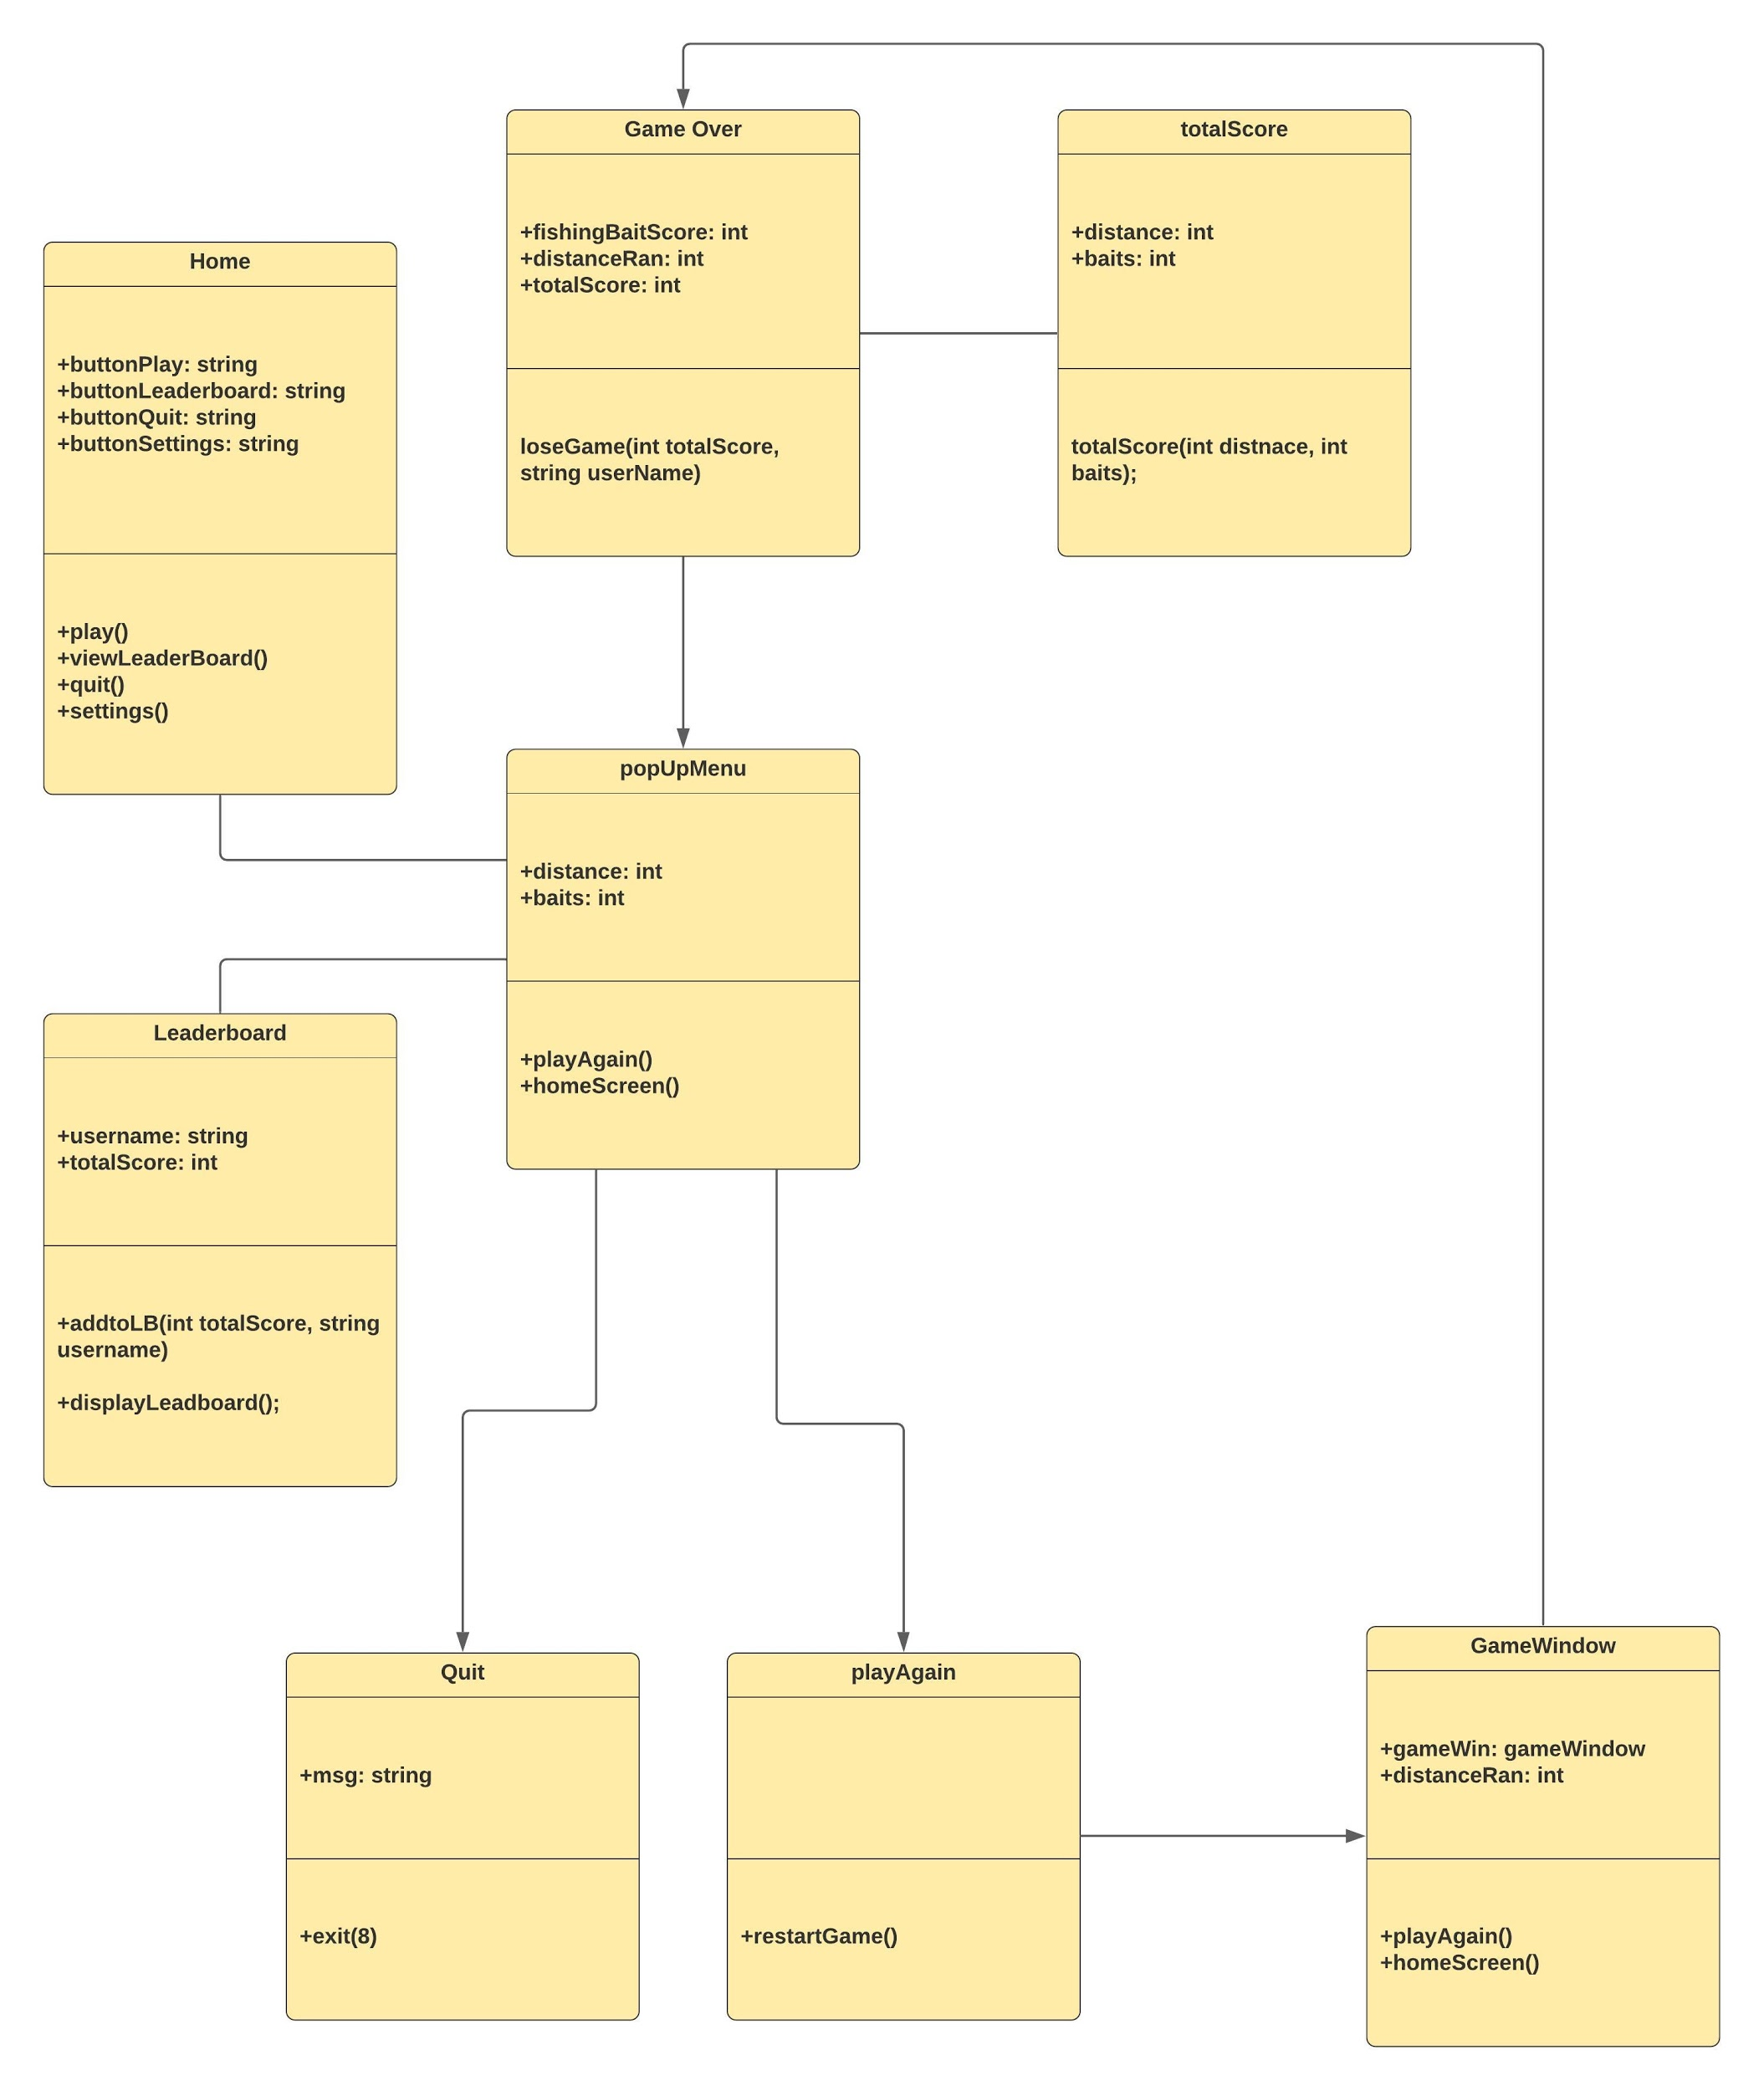 Game Over
+fishingBaitScore: int
+distanceRan: int
+totalScore: int
loseGame(int totalScore,
string userName)
totalScore
+distance: int
+baits: int
totalScore(int distnace, int
baits);
Home
+buttonPlay: string
+buttonLeaderboard: string
+buttonQuit: string
+buttonSettings: string
+play()
+viewLeaderBoard()
+quit()
+settings()
popUpMenu
+distance: int
+baits: int
+playAgain()
+homeScreen()
Leaderboard
+username: string
+totalScore: int
+addtoLB(int totalScore, string
username)
+displayLeadboard();
Quit
+msg: string
+exit(8)
playAgain
+restartGame()
GameWindow
+gameWin: gameWindow
+distanceRan: int
+playAgain()
+homeScreen()